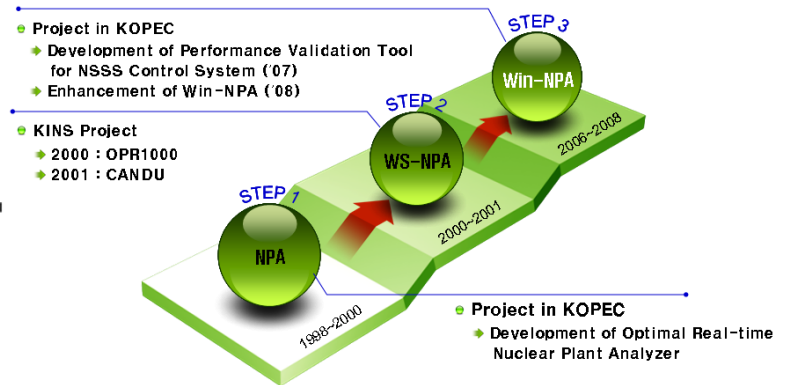 STEP 3
Project in KOPEC
Development of Performance Validation Tool
for NSSS Control System ('07)
Enhancement of Win-NPA ('08)
Win-NPA
2006~2008
STEP 2
KINS Project
2000 : OPR1000
2001 : CANDU
WS-NPA
2000~2001
STEP 1
NPA
1998~2000
Project in KOPEC
Development of Optimal Real-time
Nuclear Plant Analyzer